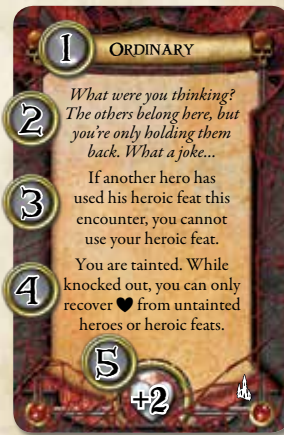 1 ORDINARY
What were you thinking?
2 The others belong here, but
you're only holding them
back. What a joke...
If another hero has
3 used his heroic feat this
encounter, you cannot
use your heroic feat.
You are tainted. While
4 knocked out, you can only
recover ♥ from untainted
heroes or heroic feats.
5
+2